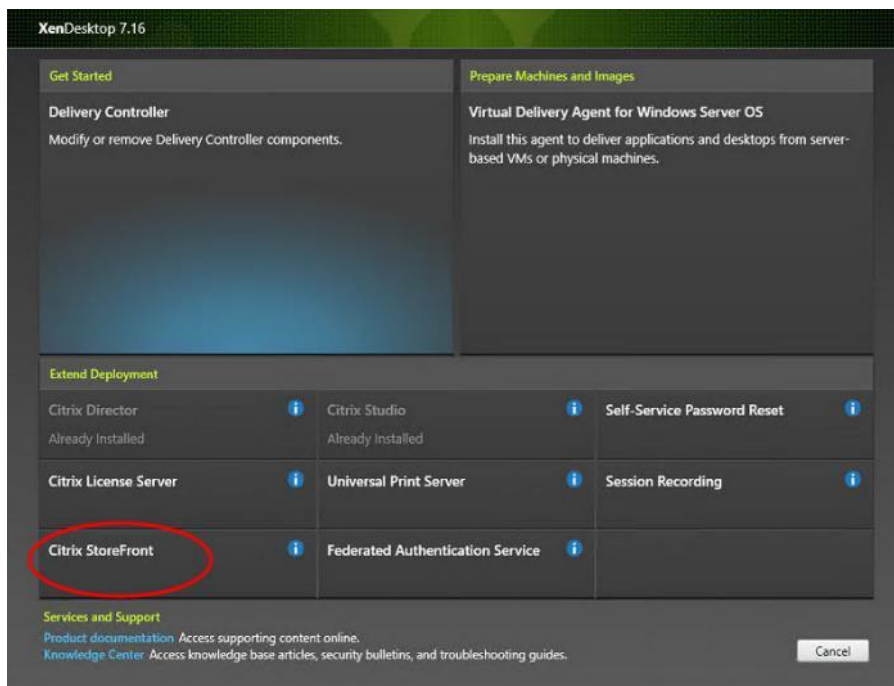 XenDesktop 7.16
Get Started
Delivery Controller
Modify or remove Delivery Controller components.
Prepare Machines and Images
Virtual Delivery Agent for Windows Server OS
Install this agent to deliver applications and desktops from server-
based VMs or physical machines.
Extend Deployment
Citrix Director
Already Installed
Citrix Studio
Already Installed
Self-Service Password Reset
Citrix License Server
Universal Print Server
Session Recording
Citrix StoreFront
Federated Authentication Service
Services and Support
Product documentation Access supporting content online.
Knowledge Center Access knowledge base articles, security bulletins, and troubleshooting guides.
Cancel